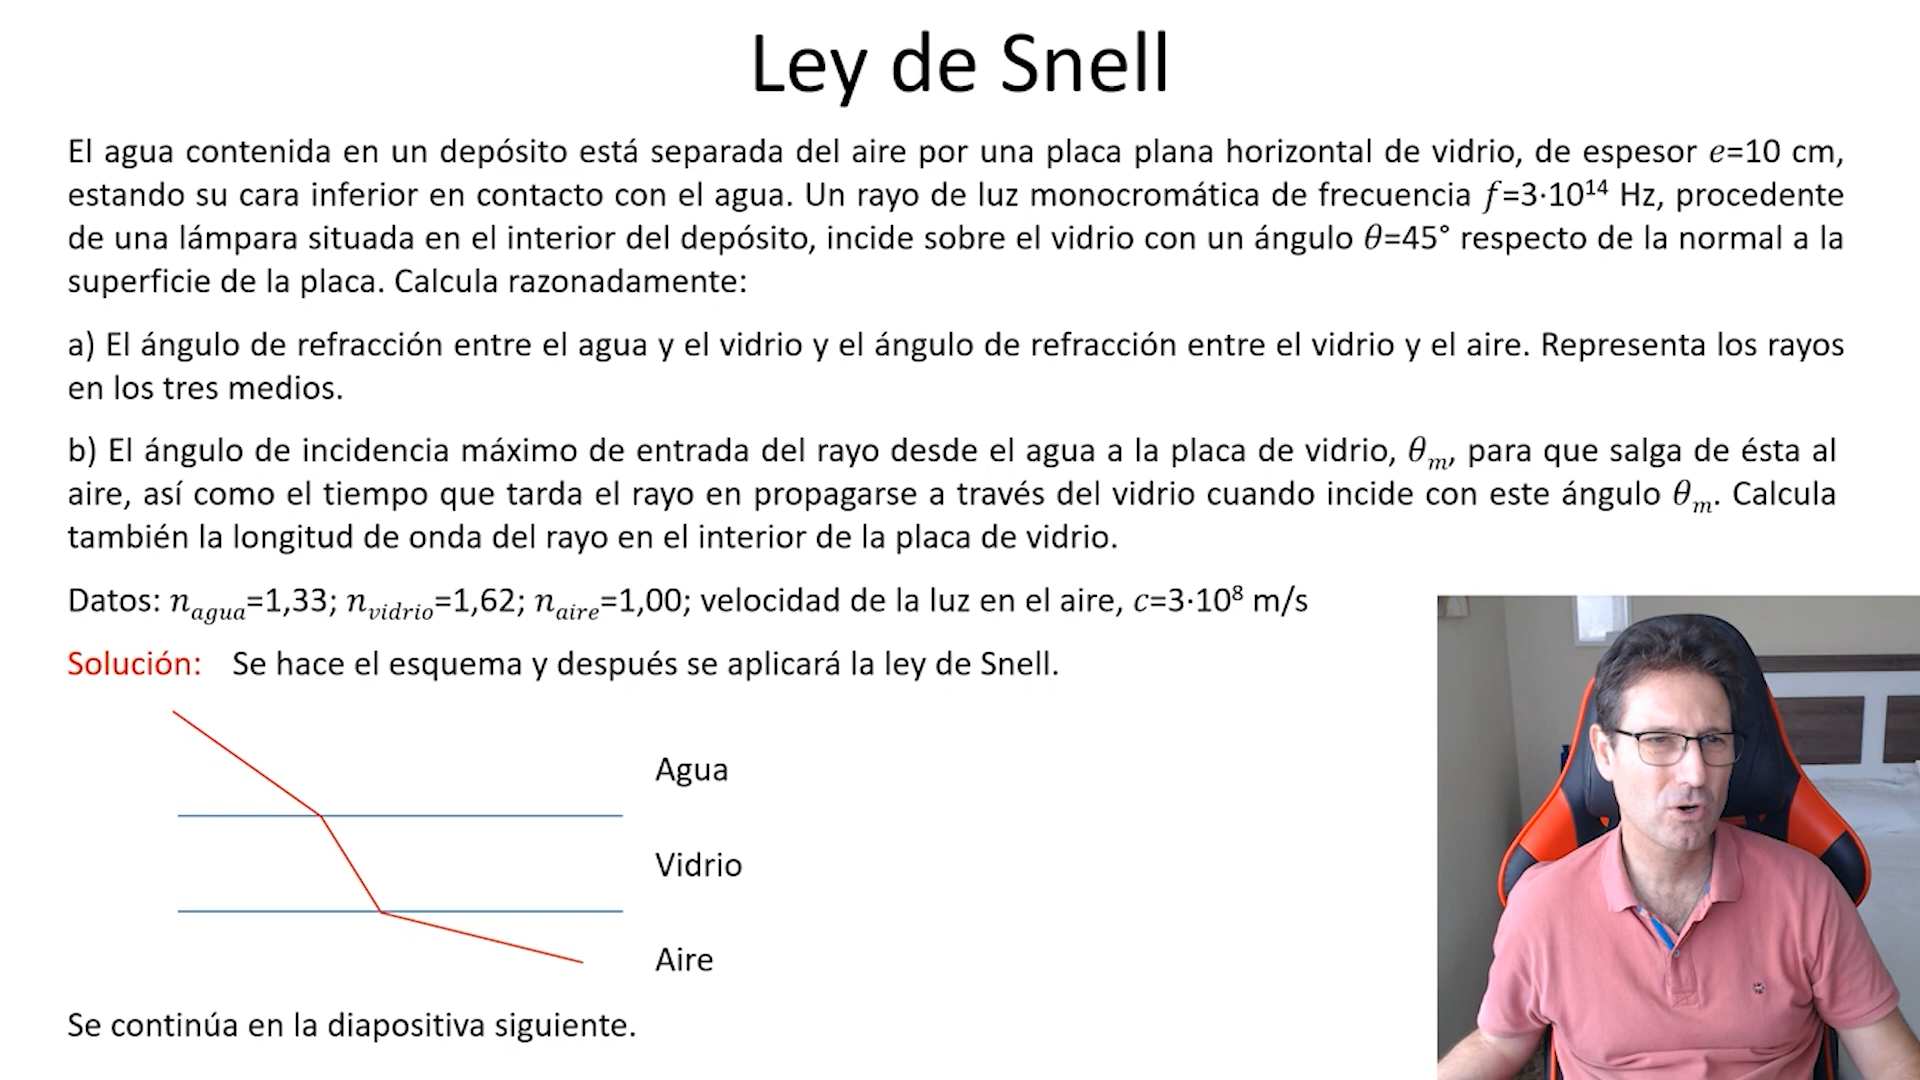 Ley de Snell
El agua contenida en un depósito está separada del aire por una placa plana horizontal de vidrio, de espesor e=10 cm,
estando su cara inferior en contacto con el agua. Un rayo de luz monocromática de frecuencia f=3·10¹⁴ Hz, procedente
de una lámpara situada en el interior del depósito, incide sobre el vidrio con un ángulo θ=45° respecto de la normal a la
superficie de la placa. Calcula razonadamente:
a) El ángulo de refracción entre el agua y el vidrio y el ángulo de refracción entre el vidrio y el aire. Representa los rayos
en los tres medios.
b) El ángulo de incidencia máximo de entrada del rayo desde el agua a la placa de vidrio, θₘ, para que salga de ésta al
aire, así como el tiempo que tarda el rayo en propagarse a través del vidrio cuando incide con este ángulo θₘ. Calcula
también la longitud de onda del rayo en el interior de la placa de vidrio.
Datos: n_agua=1,33; n_vidrio=1,62; n_aire=1,00; velocidad de la luz en el aire, c=3·10⁸ m/s
Solución: Se hace el esquema y después se aplicará la ley de Snell.
Agua
Vidrio
Aire
Se continúa en la diapositiva siguiente.